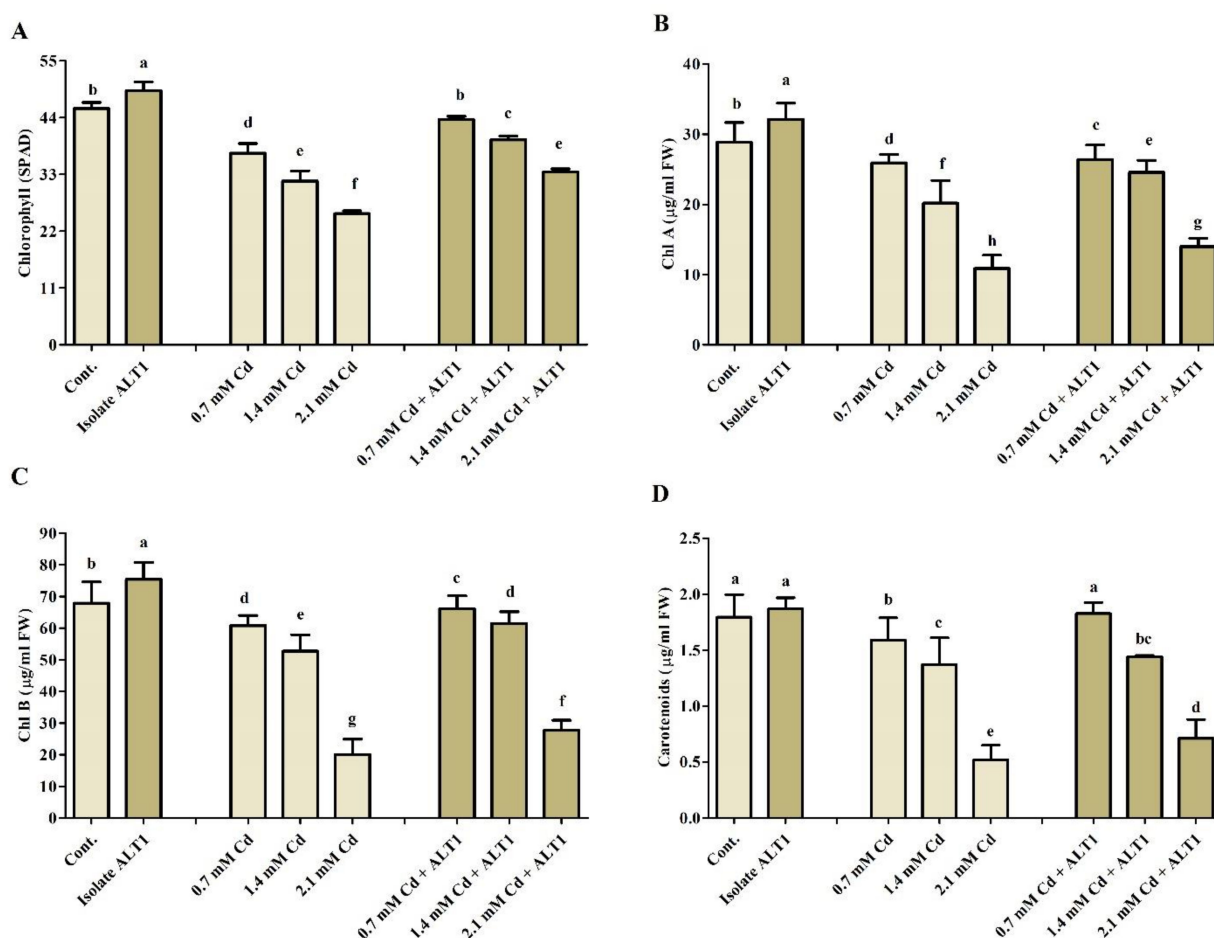 A
Chlorophyll (SPAD)
55
44
33
22
11
0
b
a
d
e
f
b
c
e
Cont.
Isolate ALT1
0.7 mM Cd
1.4 mM Cd
2.1 mM Cd
0.7 mM Cd + ALT1
1.4 mM Cd + ALT1
2.1 mM Cd + ALT1
B
Chl A (µg/ml FW)
40
30
20
10
0
b
a
d
f
h
c
e
g
Cont.
Isolate ALT1
0.7 mM Cd
1.4 mM Cd
2.1 mM Cd
0.7 mM Cd + ALT1
1.4 mM Cd + ALT1
2.1 mM Cd + ALT1
C
Chl B (µg/ml FW)
90
80
70
60
50
40
30
20
10
0
b
a
d
e
g
c
d
f
Cont.
Isolate ALT1
0.7 mM Cd
1.4 mM Cd
2.1 mM Cd
0.7 mM Cd + ALT1
1.4 mM Cd + ALT1
2.1 mM Cd + ALT1
D
Carotenoids (µg/ml FW)
2.5
2.0
1.5
1.0
0.5
0.0
a
a
b
c
e
a
bc
d
Cont.
Isolate ALT1
0.7 mM Cd
1.4 mM Cd
2.1 mM Cd
0.7 mM Cd + ALT1
1.4 mM Cd + ALT1
2.1 mM Cd + ALT1